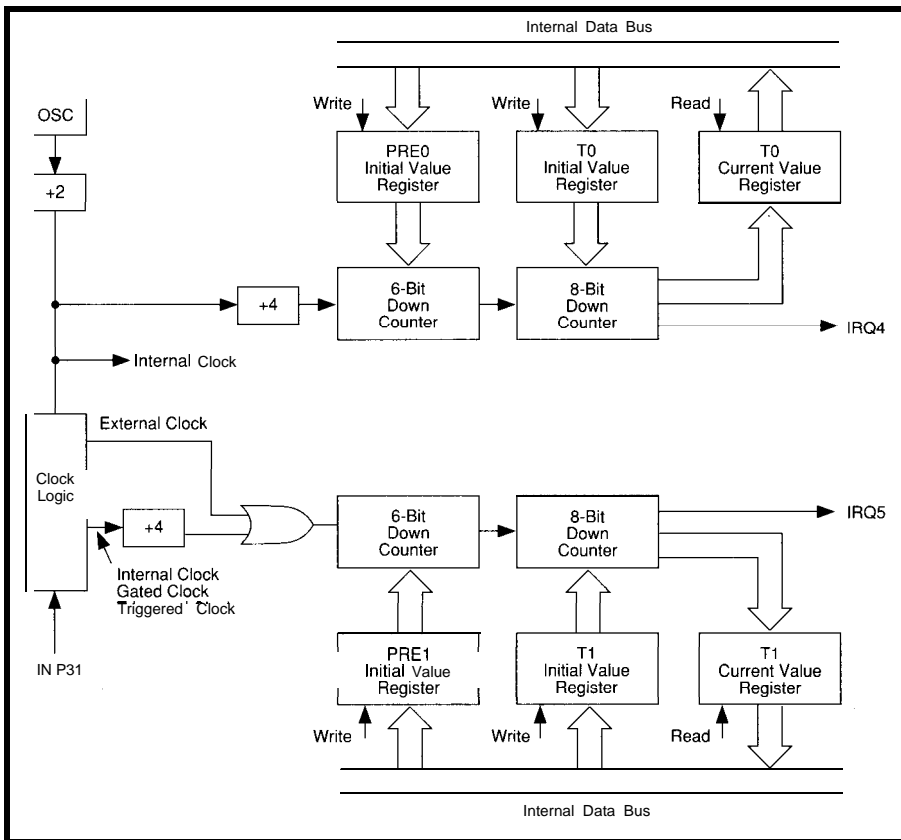 Internal Data Bus
OSC
Write
Write
Read
PRE0
Initial Value
Register
T0
Initial Value
Register
T0
Current Value
Register
+2
+4
6-Bit
Down
Counter
8-Bit
Down
Counter
IRQ4
Internal Clock
External Clock
Clock
Logic
+4
6-Bit
Down
Counter
8-Bit
Down
Counter
IRQ5
Internal Clock
Gated Clock
Triggered Clock
IN P31
PRE1
Initial Value
Register
T1
Initial Value
Register
T1
Current Value
Register
Write
Write
Read
Internal Data Bus